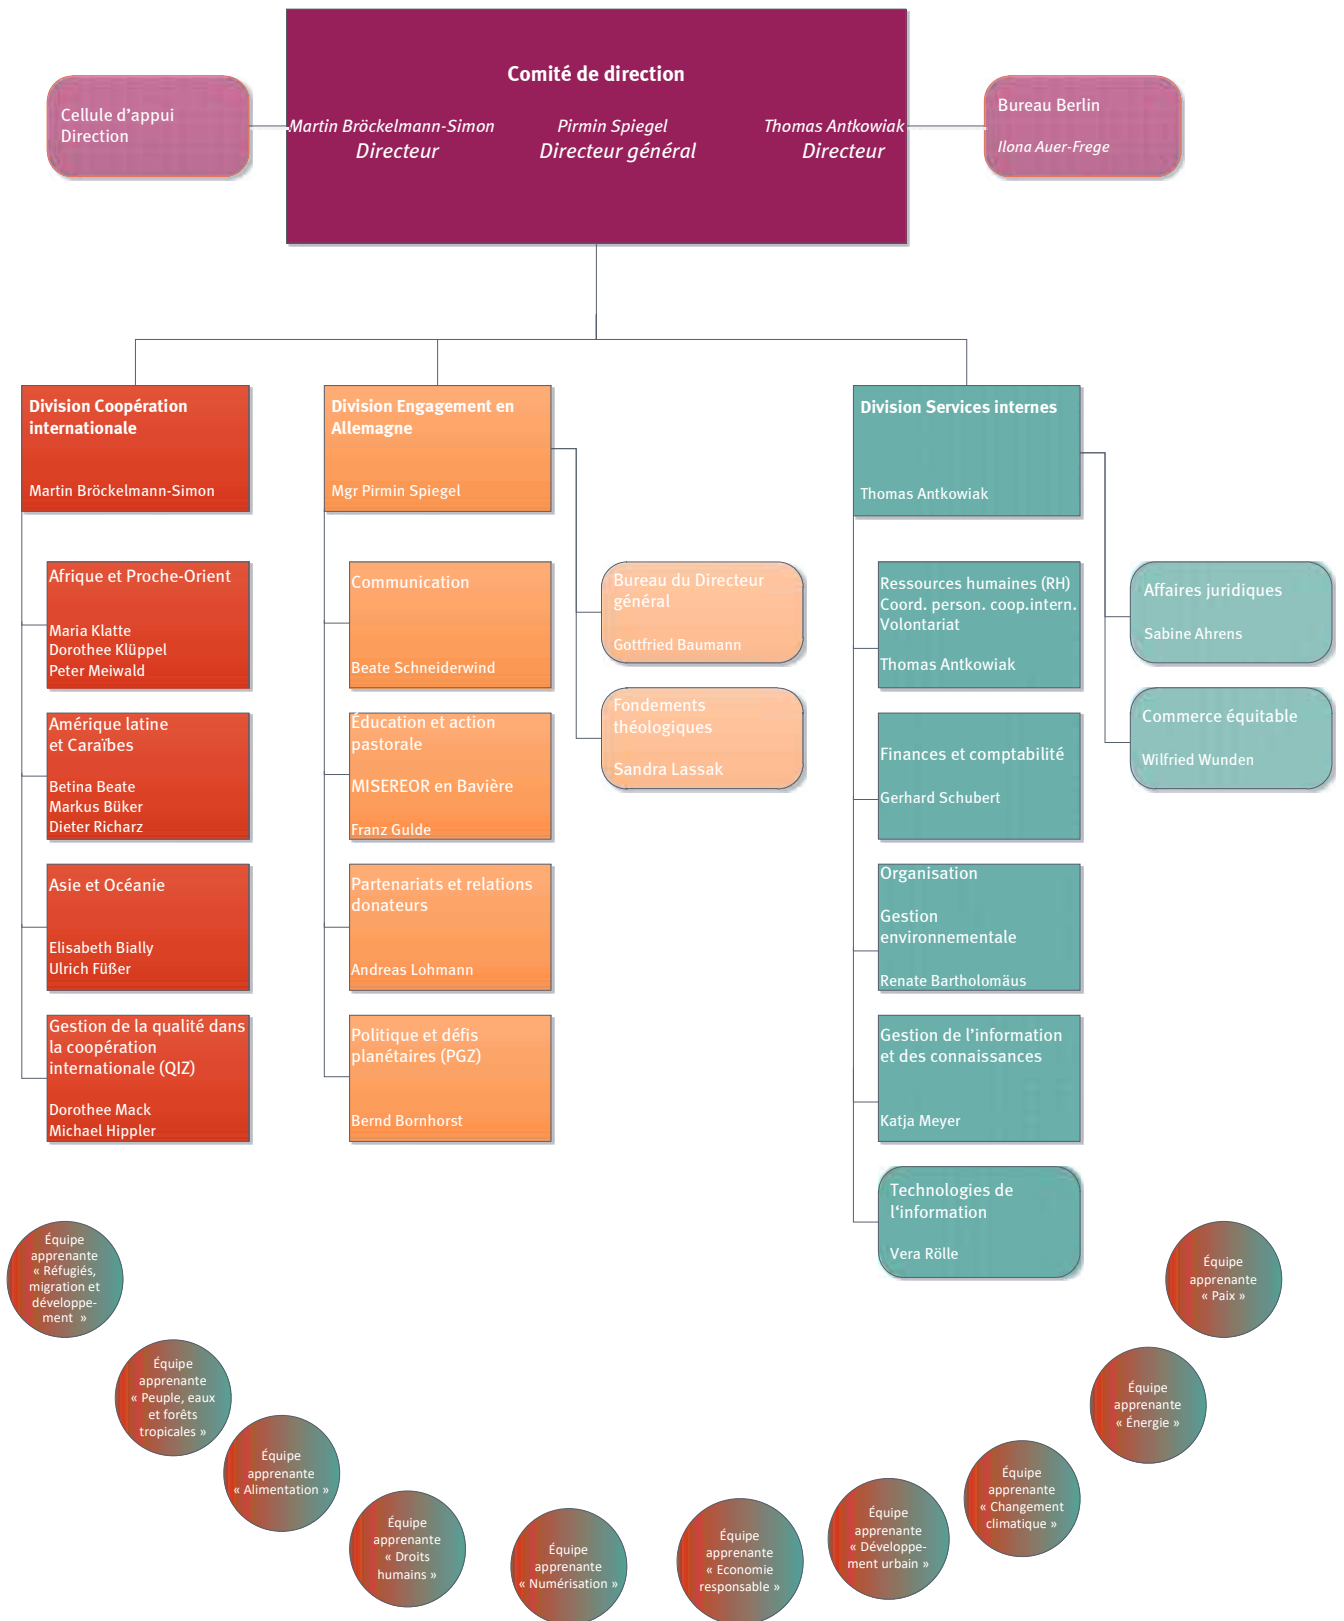 Comité de direction
Cellule d'appui
Direction
Martin Bröckelmann-Simon
Directeur
Pirmin Spiegel
Directeur général
Thomas Antkowiak
Directeur
Bureau Berlin
Ilona Auer-Frege
Division Coopération
internationale
Martin Bröckelmann-Simon
Afrique et Proche-Orient
Maria Klatte
Dorothee Klüppel
Peter Meiwald
Amérique latine
et Caraïbes
Betina Beate
Markus Büker
Dieter Richarz
Asie et Océanie
Elisabeth Bially
Ulrich Füßer
Gestion de la qualité dans
la coopération
internationale (QIZ)
Dorothee Mack
Michael Hippler
Division Engagement en
Allemagne
Mgr Pirmin Spiegel
Communication
Beate Schneiderwind
Éducation et action
pastorale
MISEREOR en Bavière
Franz Gulde
Partenariats et relations
donateurs
Andreas Lohmann
Politique et défis
planétaires (PGZ)
Bernd Bornhorst
Bureau du Directeur
général
Gottfried Baumann
Fondements
théologiques
Sandra Lassak
Division Services internes
Thomas Antkowiak
Ressources humaines (RH)
Coord. person. coop.intern.
Volontariat
Thomas Antkowiak
Finances et comptabilité
Gerhard Schubert
Organisation
Gestion
environnementale
Renate Bartholomäus
Gestion de l'information
et des connaissances
Katja Meyer
Technologies de
l'information
Vera Rölle
Affaires juridiques
Sabine Ahrens
Commerce équitable
Wilfried Wunden
Équipe
apprenante
« Réfugiés,
migration et
développe-
ment »
Équipe
apprenante
« Peuple, eaux
et forêts
tropicales »
Équipe
apprenante
« Alimentation »
Équipe
apprenante
« Droits
humains »
Équipe
apprenante
« Numérisation »
Équipe
apprenante
« Economie
responsable »
Équipe
apprenante
« Développe-
ment urbain »
Équipe
apprenante
« Changement
climatique »
Équipe
apprenante
« Énergie »
Équipe
apprenante
« Paix »